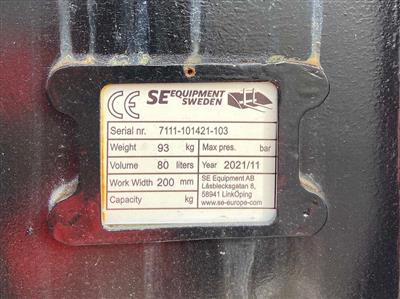 CE SE EQUIPMENT
SWEDEN
Serial nr. 7111-101421-103
Weight 93 kg Max pres. bar
Volume 80 liters Year 2021/11
Work Width 200 mm SE Equipment AB
Låsblecksgatan 8,
Capacity kg 58941 LinKöping
www-se-europe-com